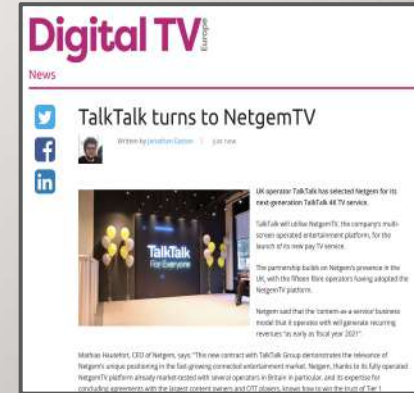 Digital TV
Europe
News
TalkTalk turns to NetgemTV
Written by Jonathan Easton | just now
UK operator TalkTalk has selected Netgem for its
next-generation TalkTalk 4K TV service.
TalkTalk will utilise NetgemTV, the company's multi-
screen operated entertainment platform, for the
launch of its new pay TV service.
TalkTalk
For Everyone
The partnership builds on Netgem's presence in the
UK, with the fifteen fibre operators having adopted the
NetgemTV platform.
Netgem said that the 'content-as-a-service' business
model that it operates with will generate recurring
revenues "as early as fiscal year 2021".
Mathias Hautefort, CEO of Netgem, says: "This new contract with TalkTalk Group demonstrates the relevance of
Netgem's unique positioning in the fast-growing connected entertainment market. Netgem, thanks to its fully operated
NetgemTV platform already market-tested with several operators in Britain in particular, and its expertise for
concluding agreements with the largest content owners and OTT players, knows how to win the trust of Tier 1